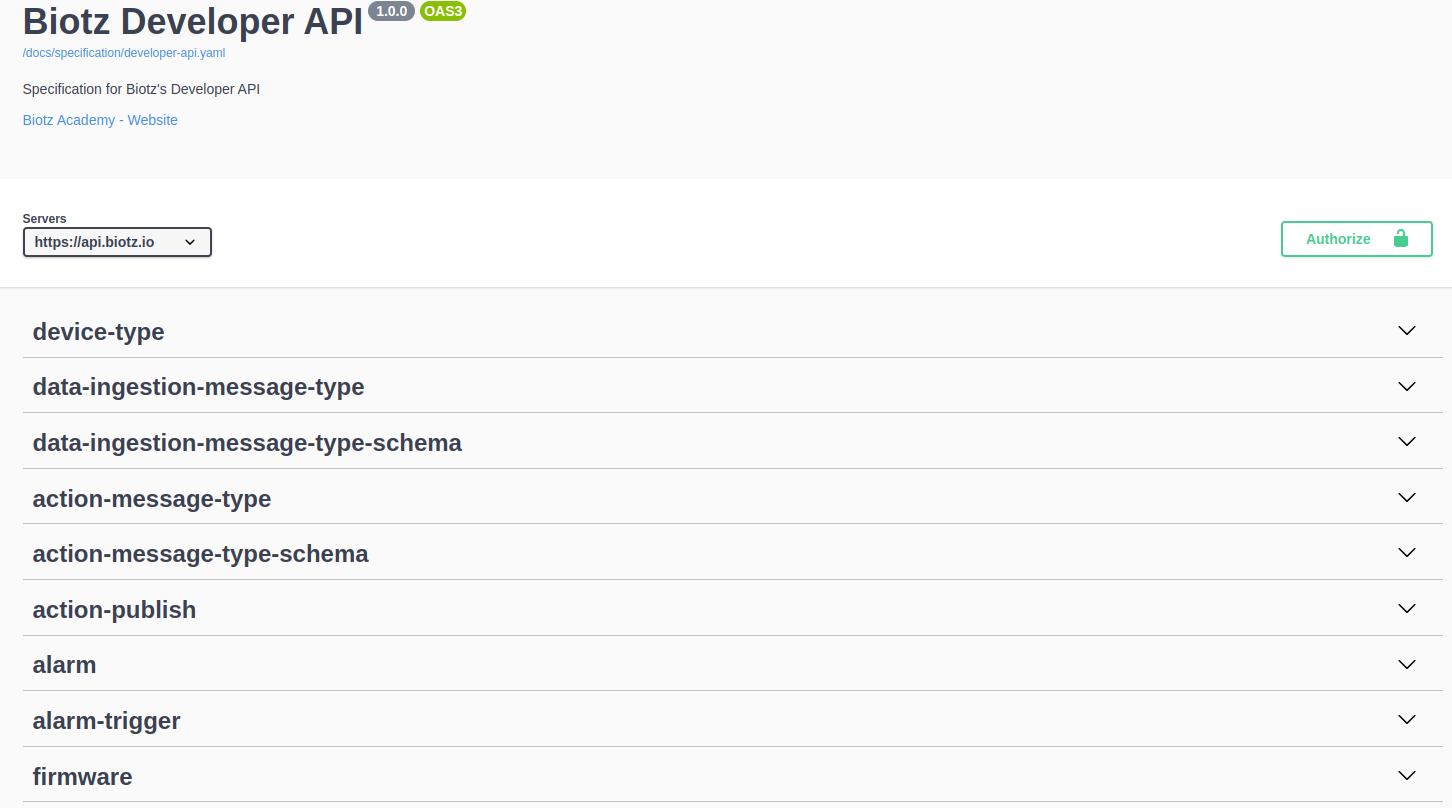 Biotz Developer API 1.0.0 OAS3
/docs/specification/developer-api.yaml
Specification for Biotz's Developer API
Biotz Academy - Website
Servers
https://api.biotz.io
Authorize
device-type
data-ingestion-message-type
data-ingestion-message-type-schema
action-message-type
action-message-type-schema
action-publish
alarm
alarm-trigger
firmware